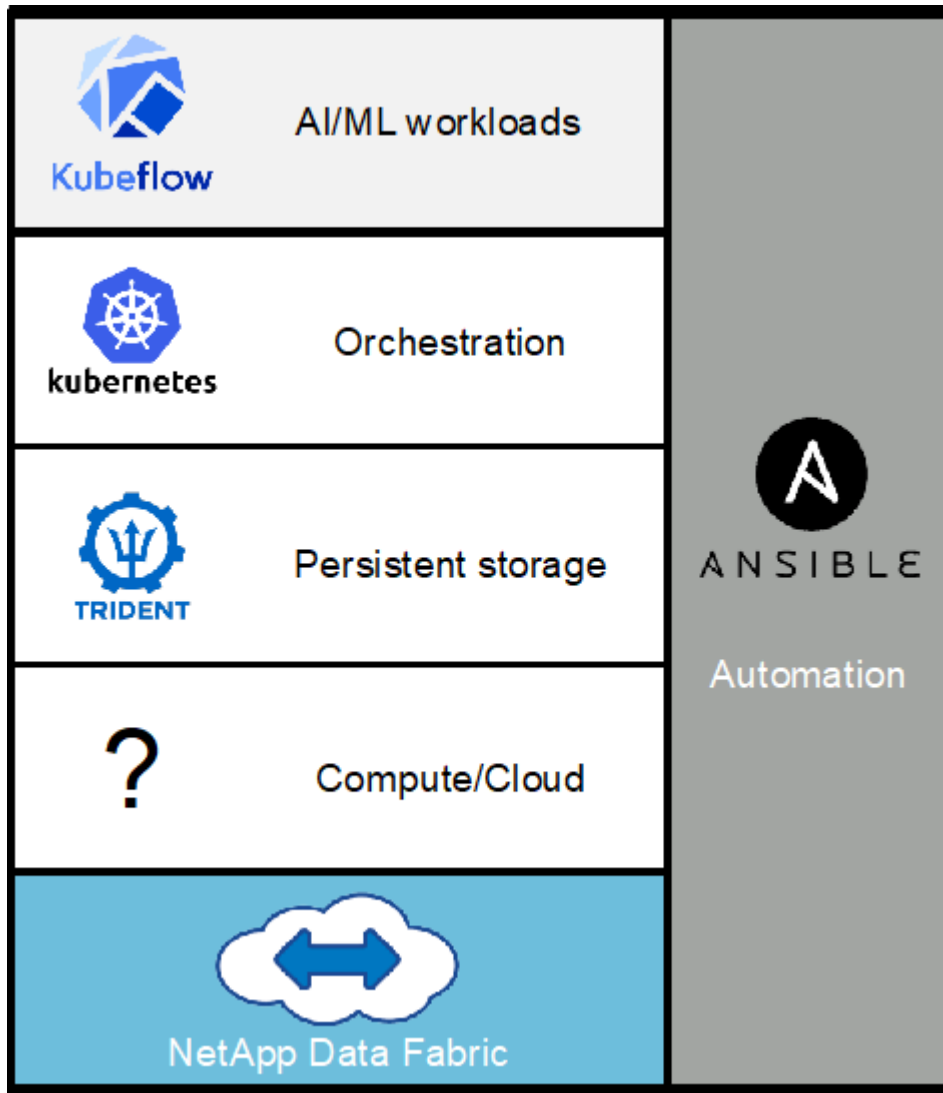 Kubeflow
AI/ML workloads
kubernetes
Orchestration
TRIDENT
Persistent storage
?
Compute/Cloud
NetApp Data Fabric
A
ANSIBLE
Automation